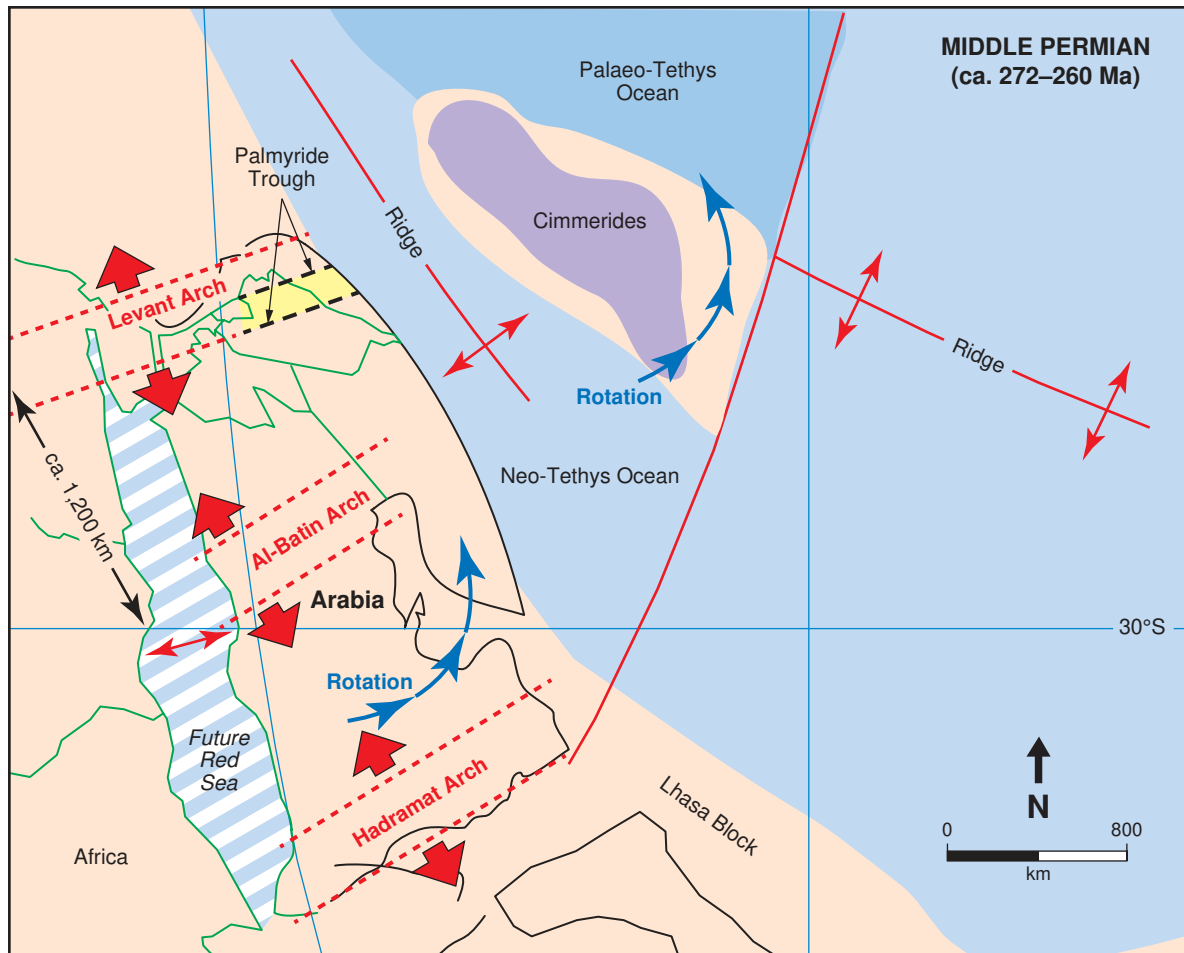 MIDDLE PERMIAN
(ca. 272–260 Ma)
Palaeo-Tethys
Ocean
Palmyride
Trough
Ridge
Cimmerides
Levant Arch
Ridge
Rotation
ca. 1,200 km
Neo-Tethys Ocean
Al-Batin Arch
Arabia
30°S
Rotation
Future
Red
Sea
Hadramat Arch
Lhasa Block
N
Africa
0 800
km